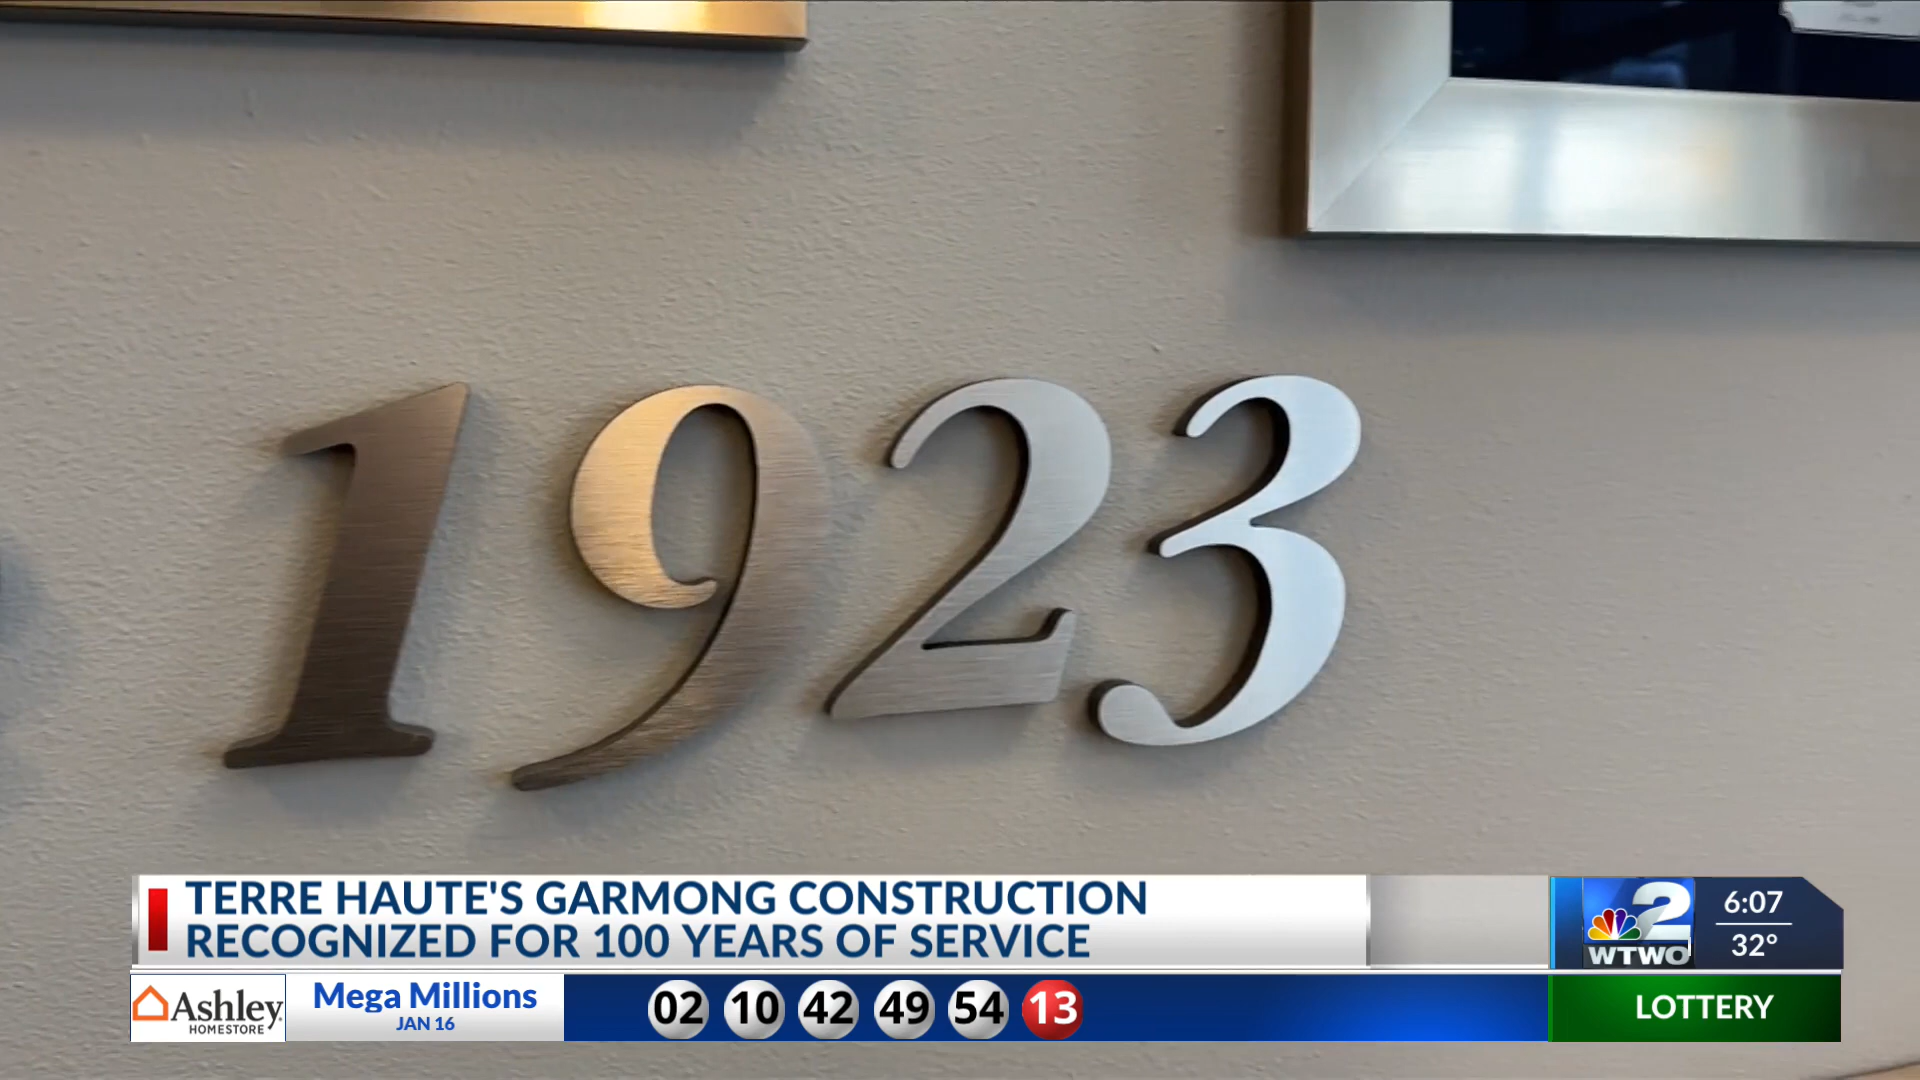 1923
TERRE HAUTE'S GARMONG CONSTRUCTION
RECOGNIZED FOR 100 YEARS OF SERVICE
2
WTWO
6:07
32°
Ashley
HOMESTORE
Mega Millions
JAN 16
02 10 42 49 54 13
LOTTERY